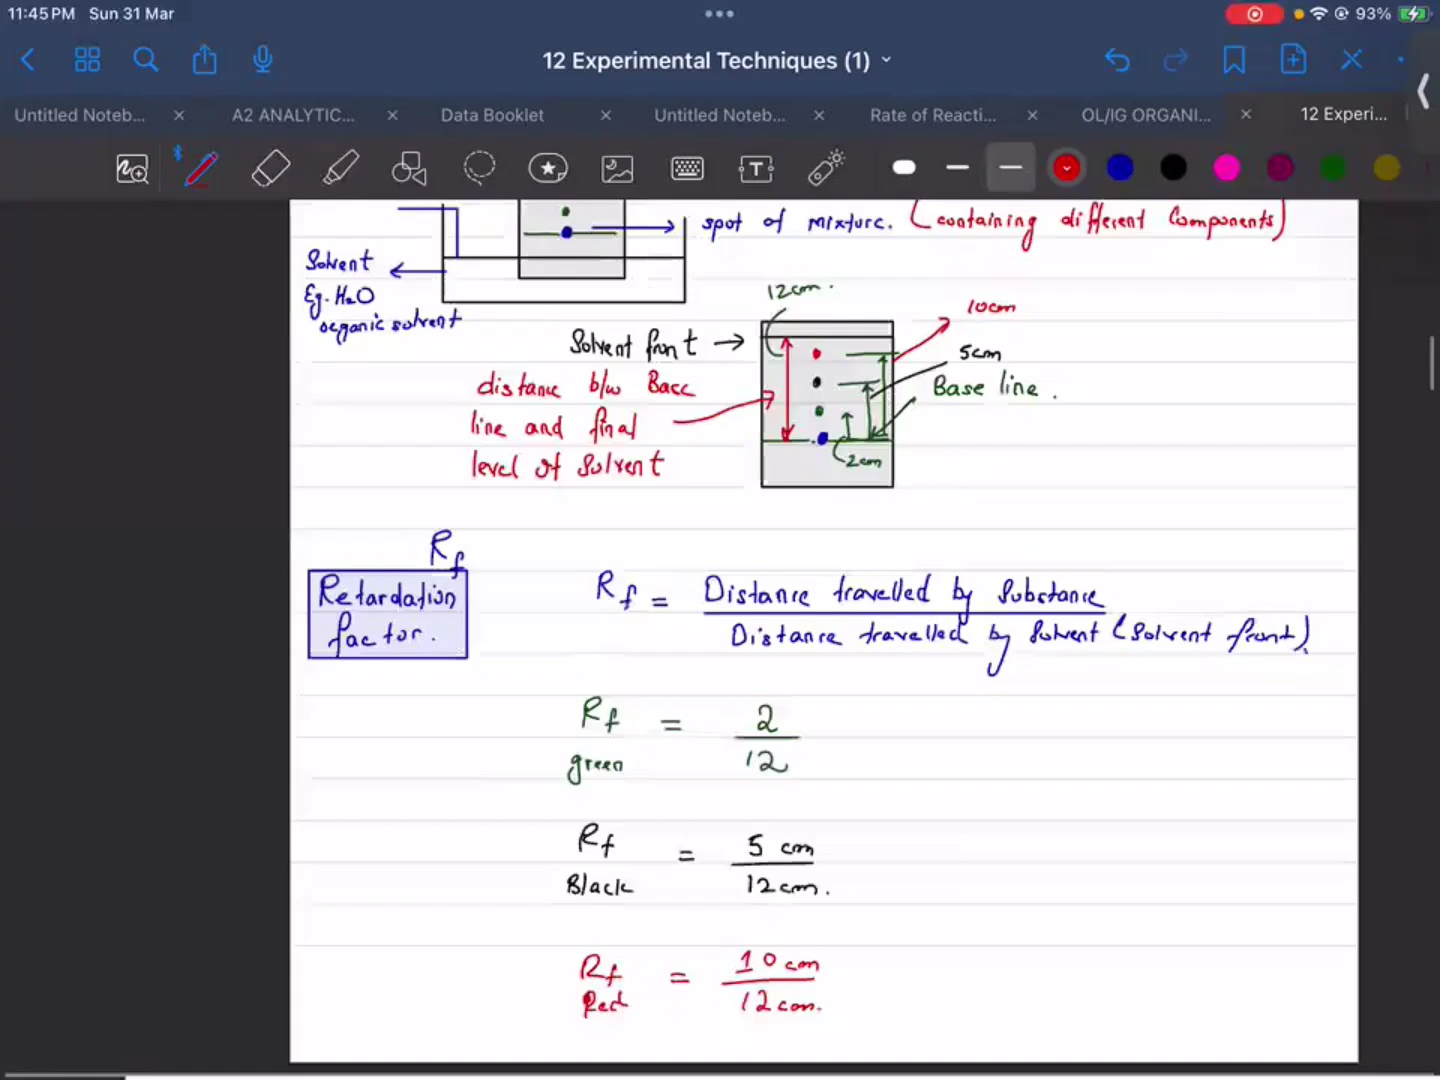 11:45 PM Sun 31 Mar
93%
12 Experimental Techniques (1)
Untitled Noteb...
A2 ANALYTIC...
Data Booklet
Untitled Noteb...
Rate of Reacti...
OL/IG ORGANI...
12 Experi...
spot of mixture. (containing different Components)
Solvent
Eg. H2O
organic solvent
12cm.
10cm
Solvent front
5cm
distance b/w Base
Base line.
line and final
level of Solvent
2cm
Rf
Retardation
factor.
Rf = Distance travelled by Substance
Distance travelled by Solvent (Solvent front).
Rf = 2
green 12
Rf = 5 cm
Black 12 cm.
Rf = 10 cm
Red 12 cm.